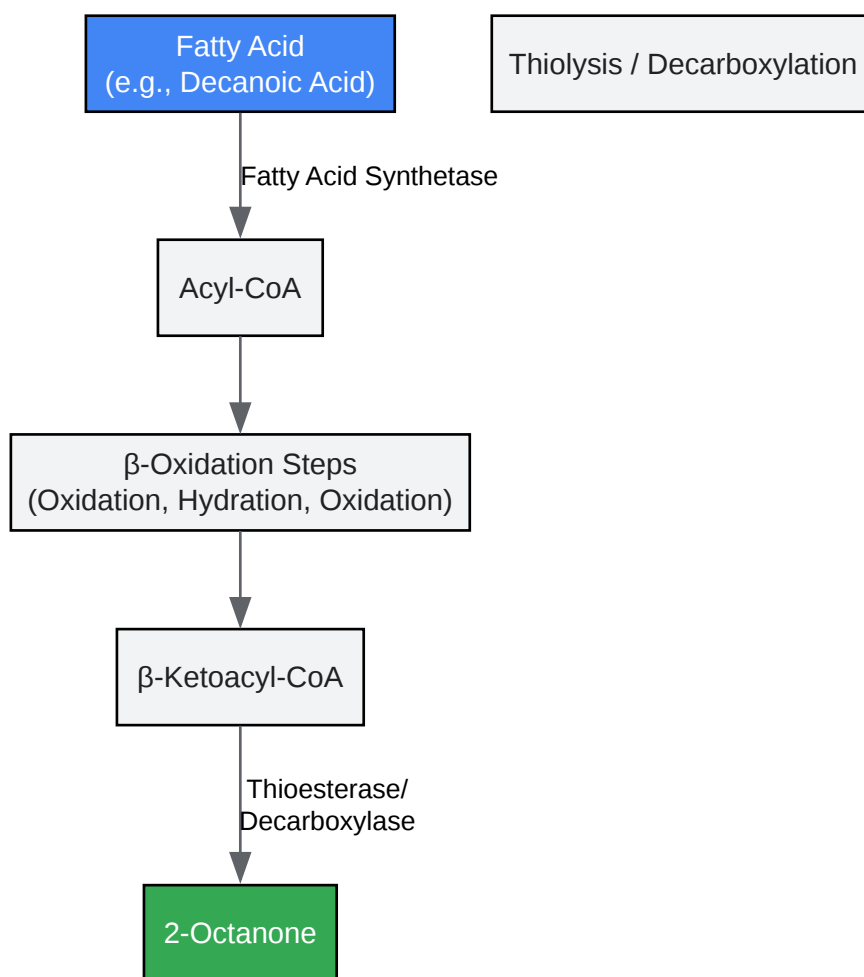 Fatty Acid
(e.g., Decanoic Acid)
Thiolysis / Decarboxylation
Fatty Acid Synthetase
Acyl-CoA
β-Oxidation Steps
(Oxidation, Hydration, Oxidation)
β-Ketoacyl-CoA
Thioesterase/
Decarboxylase
2-Octanone